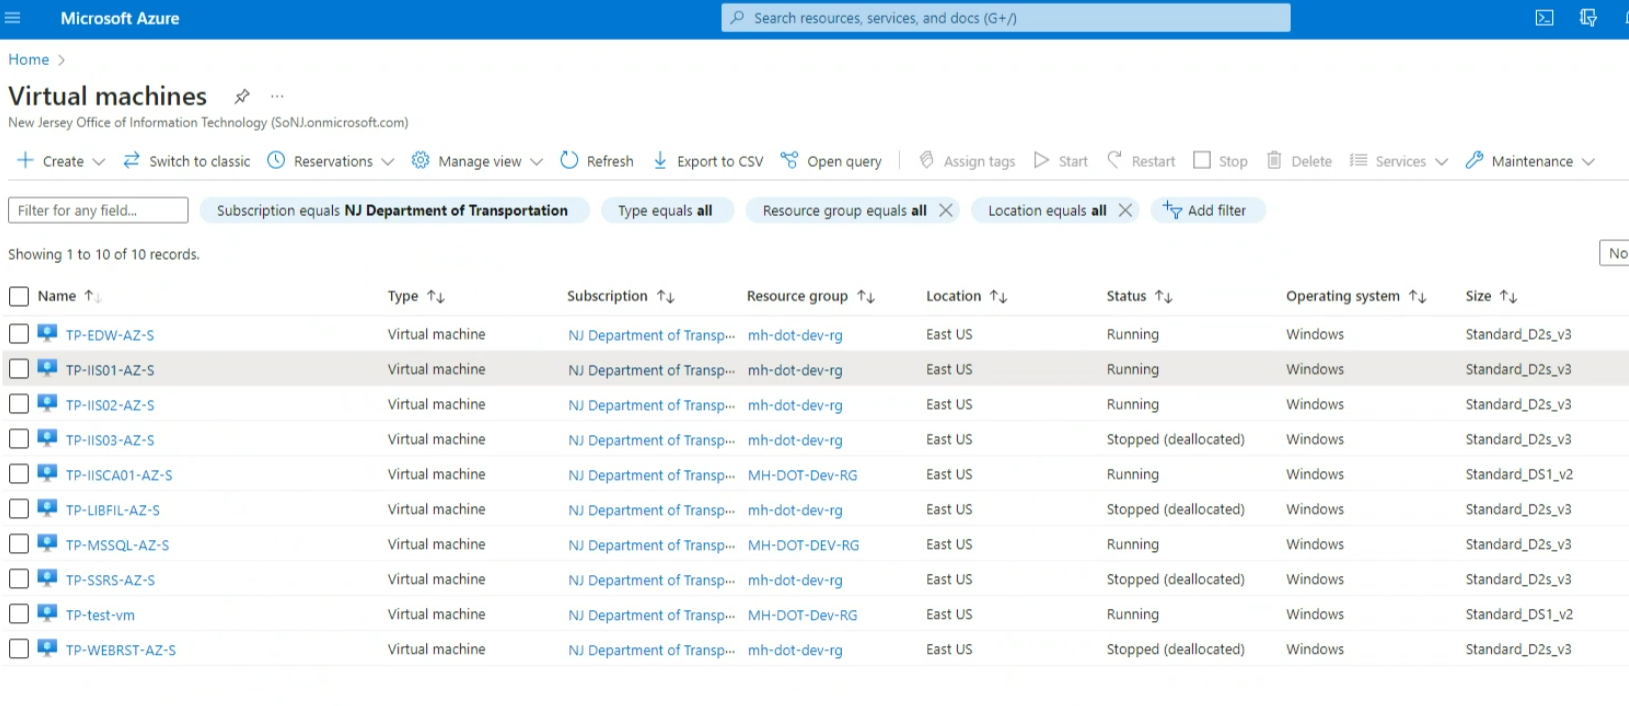 Microsoft Azure
Search resources, services, and docs (G+/)
Home
Virtual machines
New Jersey Office of Information Technology (SoNJ.onmicrosoft.com)
Create Switch to classic Reservations Manage view Refresh Export to CSV Open query Assign tags Start Restart Stop Delete Services Maintenance
Filter for any field... Subscription equals NJ Department of Transportation Type equals all Resource group equals all Location equals all Add filter
Showing 1 to 10 of 10 records. No
Name Type Subscription Resource group Location Status Operating system Size
TP-EDW-AZ-S Virtual machine NJ Department of Transp··· mh-dot-dev-rg East US Running Windows Standard_D2s_v3
TP-IIS01-AZ-S Virtual machine NJ Department of Transp··· mh-dot-dev-rg East US Running Windows Standard_D2s_v3
TP-IIS02-AZ-S Virtual machine NJ Department of Transp··· mh-dot-dev-rg East US Running Windows Standard_D2s_v3
TP-IIS03-AZ-S Virtual machine NJ Department of Transp··· mh-dot-dev-rg East US Stopped (deallocated) Windows Standard_D2s_v3
TP-IISCA01-AZ-S Virtual machine NJ Department of Transp··· MH-DOT-Dev-RG East US Running Windows Standard_DS1_v2
TP-LIBFIL-AZ-S Virtual machine NJ Department of Transp··· mh-dot-dev-rg East US Stopped (deallocated) Windows Standard_D2s_v3
TP-MSSQL-AZ-S Virtual machine NJ Department of Transp··· MH-DOT-DEV-RG East US Running Windows Standard_D2s_v3
TP-SSRS-AZ-S Virtual machine NJ Department of Transp··· mh-dot-dev-rg East US Stopped (deallocated) Windows Standard_D2s_v3
TP-test-vm Virtual machine NJ Department of Transp··· MH-DOT-Dev-RG East US Running Windows Standard_DS1_v2
TP-WEBRST-AZ-S Virtual machine NJ Department of Transp··· mh-dot-dev-rg East US Stopped (deallocated) Windows Standard_D2s_v3